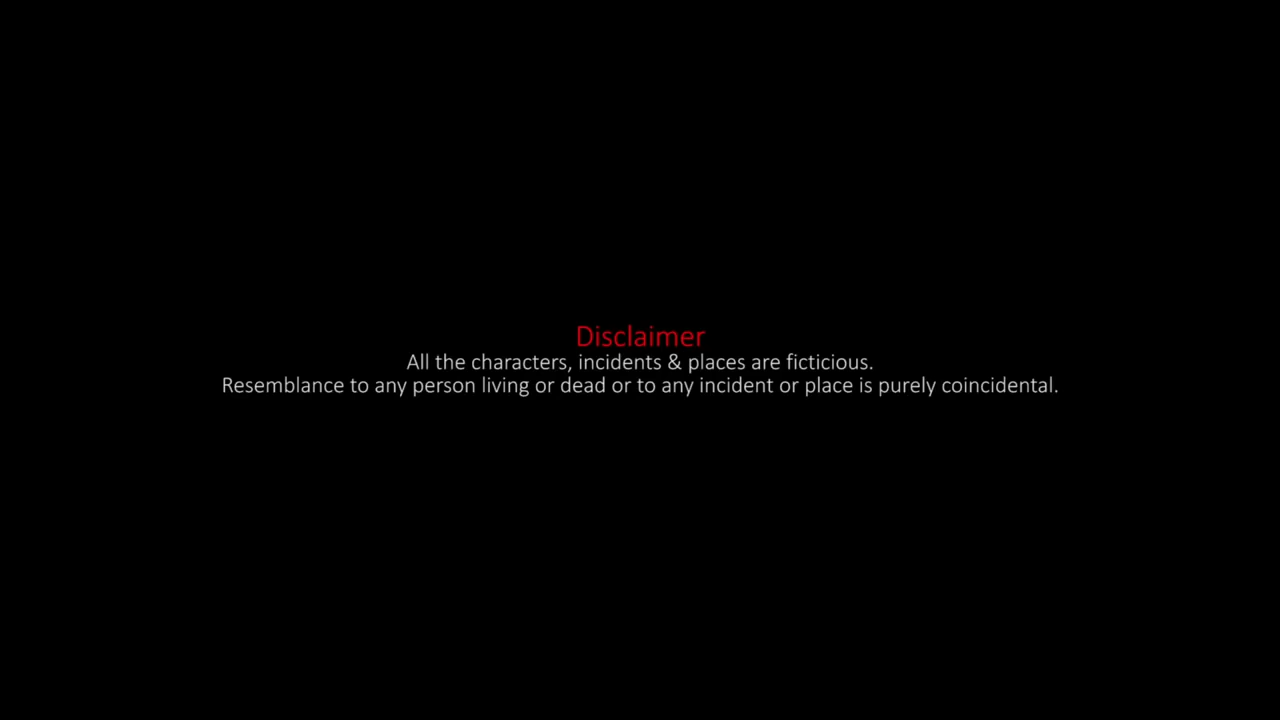 Disclaimer
All the characters, incidents & places are ficticious.
Resemblance to any person living or dead or to any incident or place is purely coincidental.